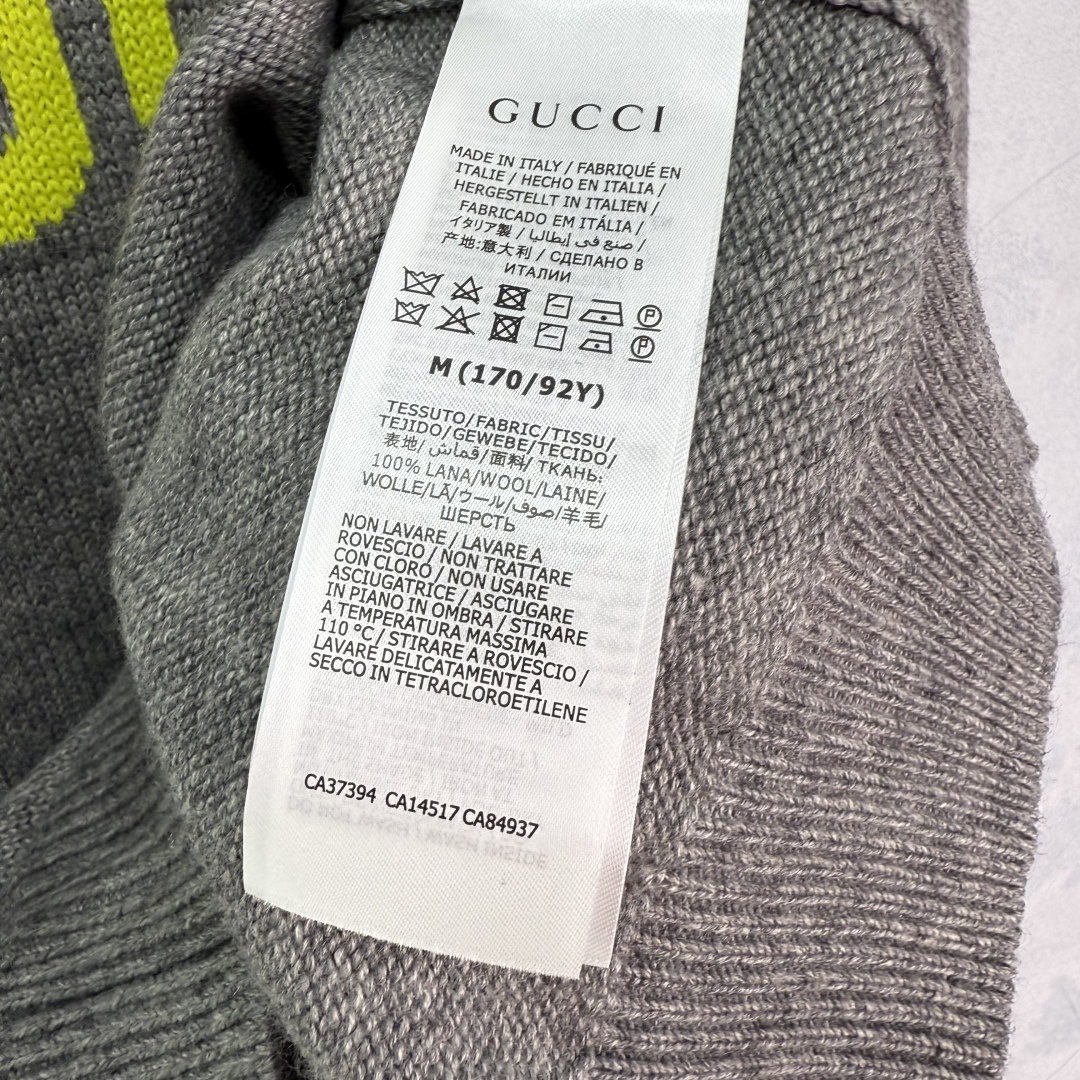 GUCCI
MADE IN ITALY / FABRIQUÉ EN
ITALIE / HECHO EN ITALIA /
HERGESTELLT IN ITALIEN /
FABRICADO EM ITÁLIA /
イタリア製 / صنع في إيطاليا /
产地:意大利 / СДЕЛАНО В
ИТАЛИИ
M (170/92Y)
TESSUTO/FABRIC/TISSU/
TEJIDO/GEWEBE/TECIDO/
表地/ قماش/面料/ ТКАНЬ:
100% LANA/WOOL/LAINE/
WOLLE/LÃ/ウール/صوف/羊毛/
ШЕРСТЬ
NON LAVARE / LAVARE A
ROVESCIO / NON TRATTARE
CON CLORO / NON USARE
ASCIUGATRICE / ASCIUGARE
IN PIANO IN OMBRA / STIRARE
A TEMPERATURA MASSIMA
110 °C / STIRARE A ROVESCIO /
LAVARE DELICATAMENTE A
SECCO IN TETRACLOROETILENE
CA37394 CA14517 CA84937